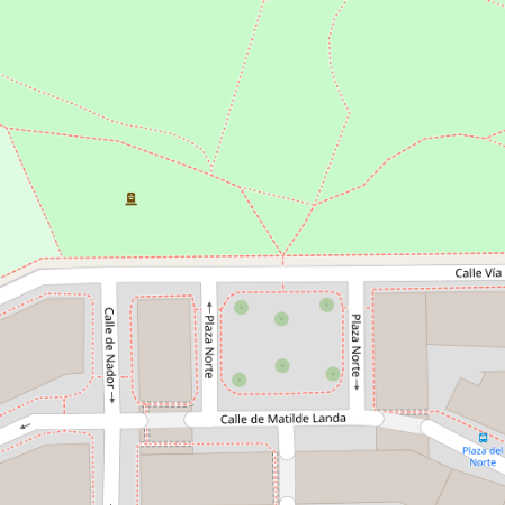 Calle Vía
Calle de Nador
Plaza Norte
Plaza Norte
Calle de Matilde Landa
Plaza del
Norte